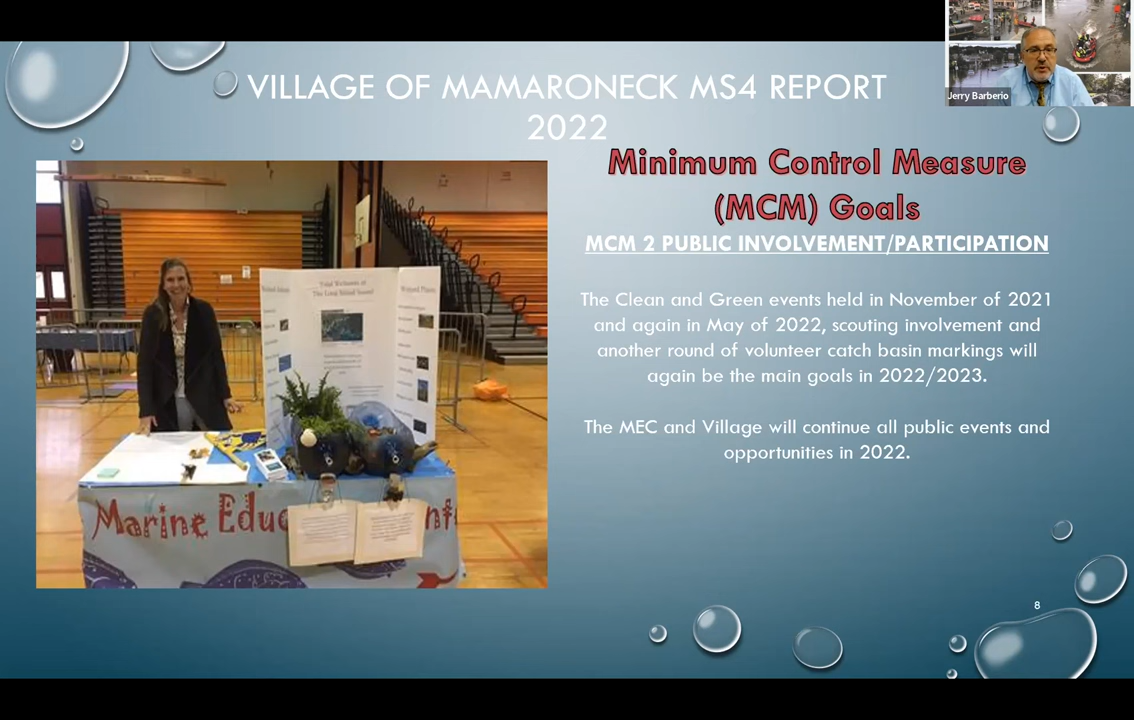 Jerry Barberio
VILLAGE OF MAMARONECK MS4 REPORT
2022
Minimum Control Measure
(MCM) Goals
MCM 2 PUBLIC INVOLVEMENT/PARTICIPATION
The Clean and Green events held in November of 2021
and again in May of 2022, scouting involvement and
another round of volunteer catch basin markings will
again be the main goals in 2022/2023.
The MEC and Village will continue all public events and
opportunities in 2022.
Tidal Wetlands of
The Long Island Sound
Marine Educ
8